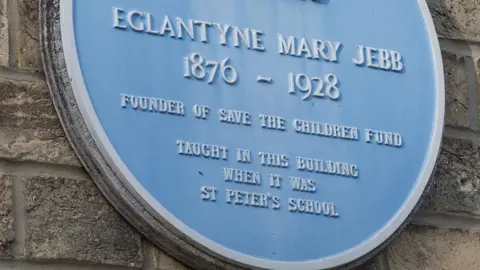 EGLANTYNE MARY JEBB
1876 ~ 1928
FOUNDER OF SAVE THE CHILDREN FUND
TAUGHT IN THIS BUILDING
WHEN IT WAS
ST PETER'S SCHOOL